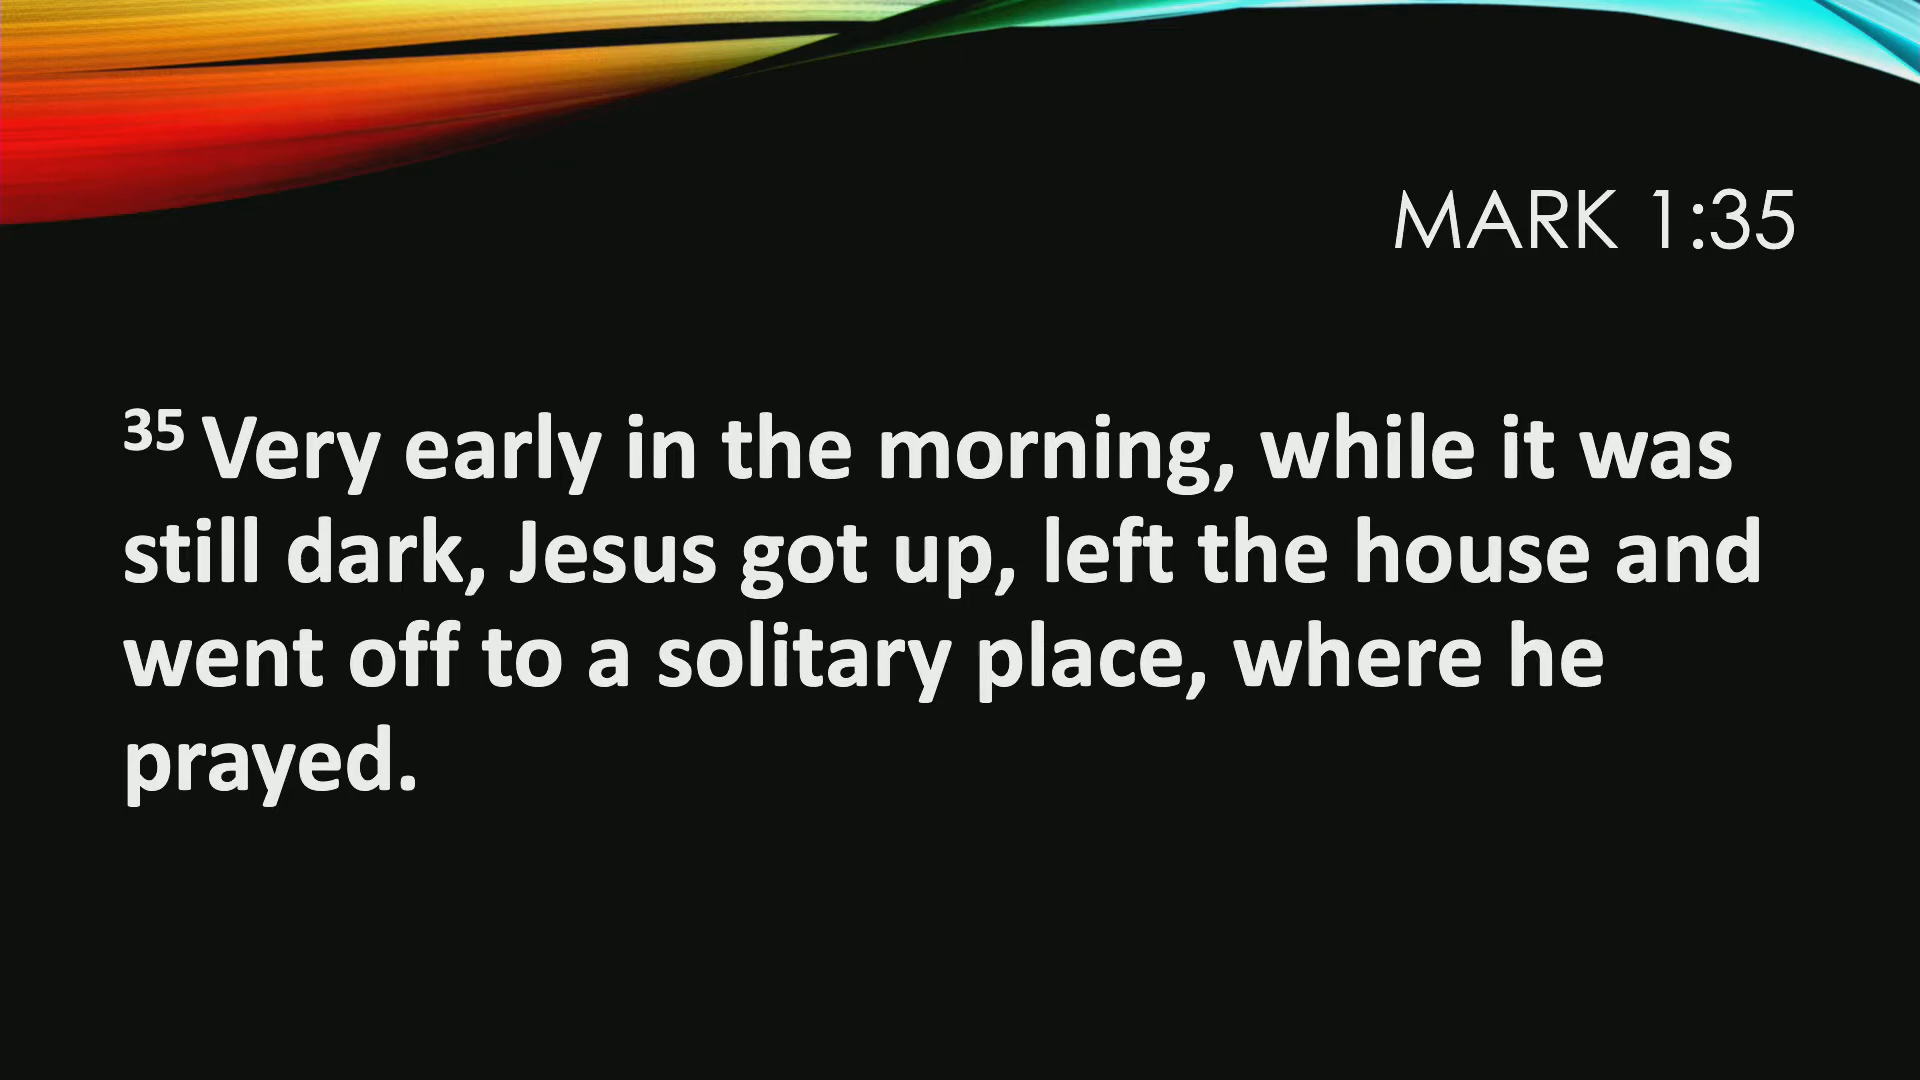 MARK 1:35
35 Very early in the morning, while it was
still dark, Jesus got up, left the house and
went off to a solitary place, where he
prayed.